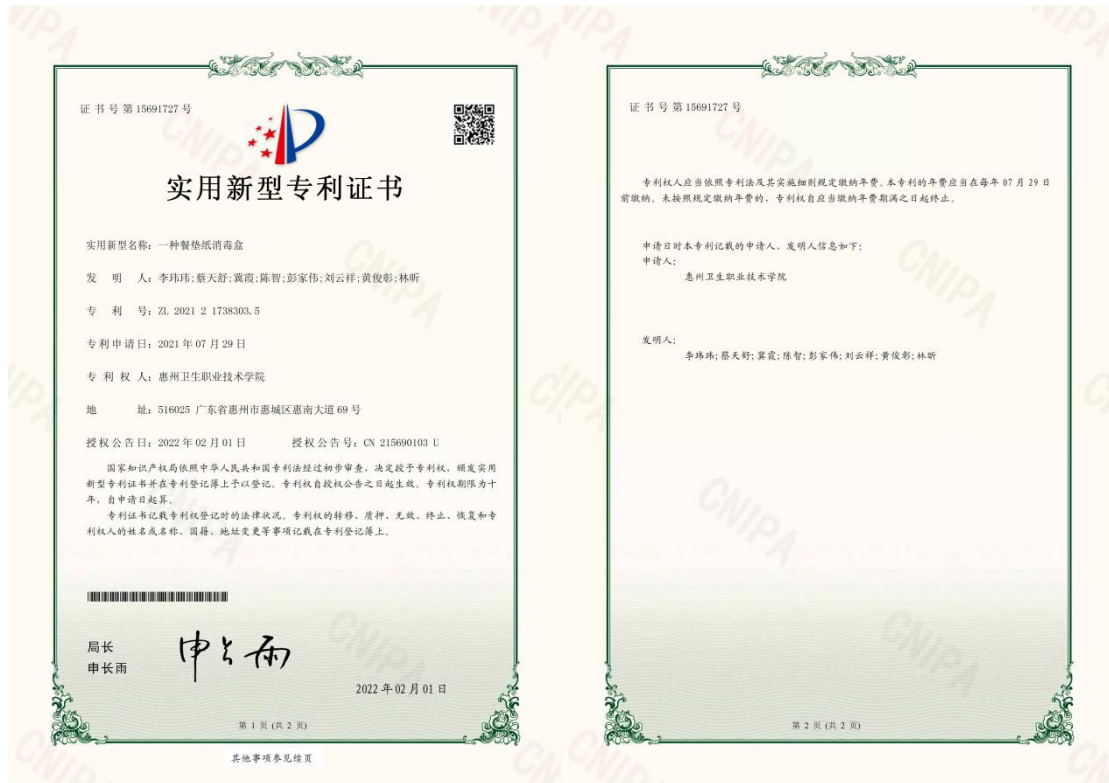 证书号第15691727号
实用新型专利证书
实用新型名称：一种餐垫纸消毒盒
发 明 人：李玮玮;蔡天舒;冀霞;陈智;彭家伟;刘云祥;黄俊彰;林昕
专 利 号：ZL 2021 2 1738303.5
专利申请日：2021年07月29日
专 利 权 人：惠州卫生职业技术学院
地 址：516025 广东省惠州市惠城区惠南大道69号
授权公告日：2022年02月01日 授权公告号：CN 215690103 U
国家知识产权局依照中华人民共和国专利法经过初步审查，决定授予专利权，颁发实用
新型专利证书并在专利登记簿上予以登记。专利权自授权公告之日起生效。专利权期限为十
年，自申请日起算。
专利证书记载专利权登记时的法律状况。专利权的转移、质押、无效、终止、恢复和专
利权人的姓名或名称、国籍、地址变更等事项记载在专利登记簿上。
局长
申长雨
申长雨
2022年02月01日
第 1 页 (共 2 页)
其他事项参见续页
证书号第15691727号
专利权人应当依照专利法及其实施细则规定缴纳年费。本专利的年费应当在每年07月29日
前缴纳。未按照规定缴纳年费的，专利权自应当缴纳年费期满之日起终止。
申请日时本专利记载的申请人、发明人信息如下：
申请人：
惠州卫生职业技术学院
发明人：
李玮玮;蔡天舒;冀霞;陈智;彭家伟;刘云祥;黄俊彰;林昕
第 2 页 (共 2 页)
CNIPA